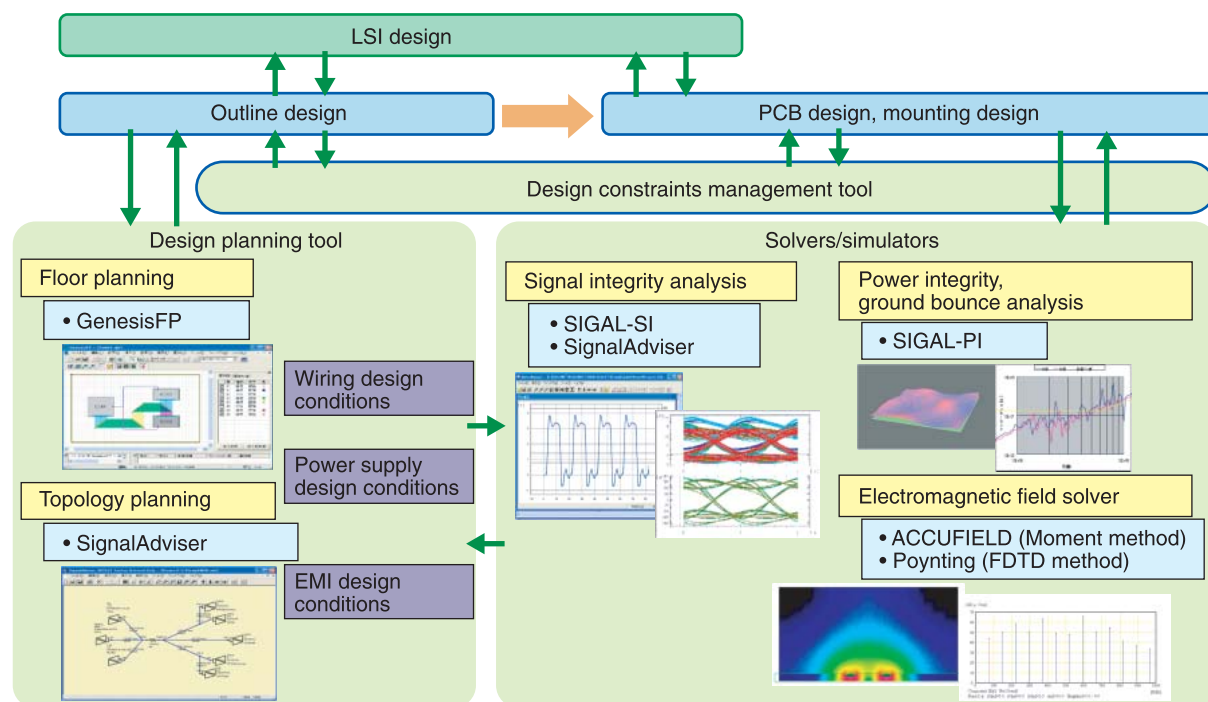 LSI design
Outline design
PCB design, mounting design
Design constraints management tool
Design planning tool
Floor planning
• GenesisFP
Wiring design
conditions
Power supply
design conditions
Topology planning
• SignalAdviser
EMI design
conditions
Solvers/simulators
Signal integrity analysis
• SIGAL-SI
• SignalAdviser
Power integrity,
ground bounce analysis
• SIGAL-PI
Electromagnetic field solver
• ACCUFIELD (Moment method)
• Poynting (FDTD method)